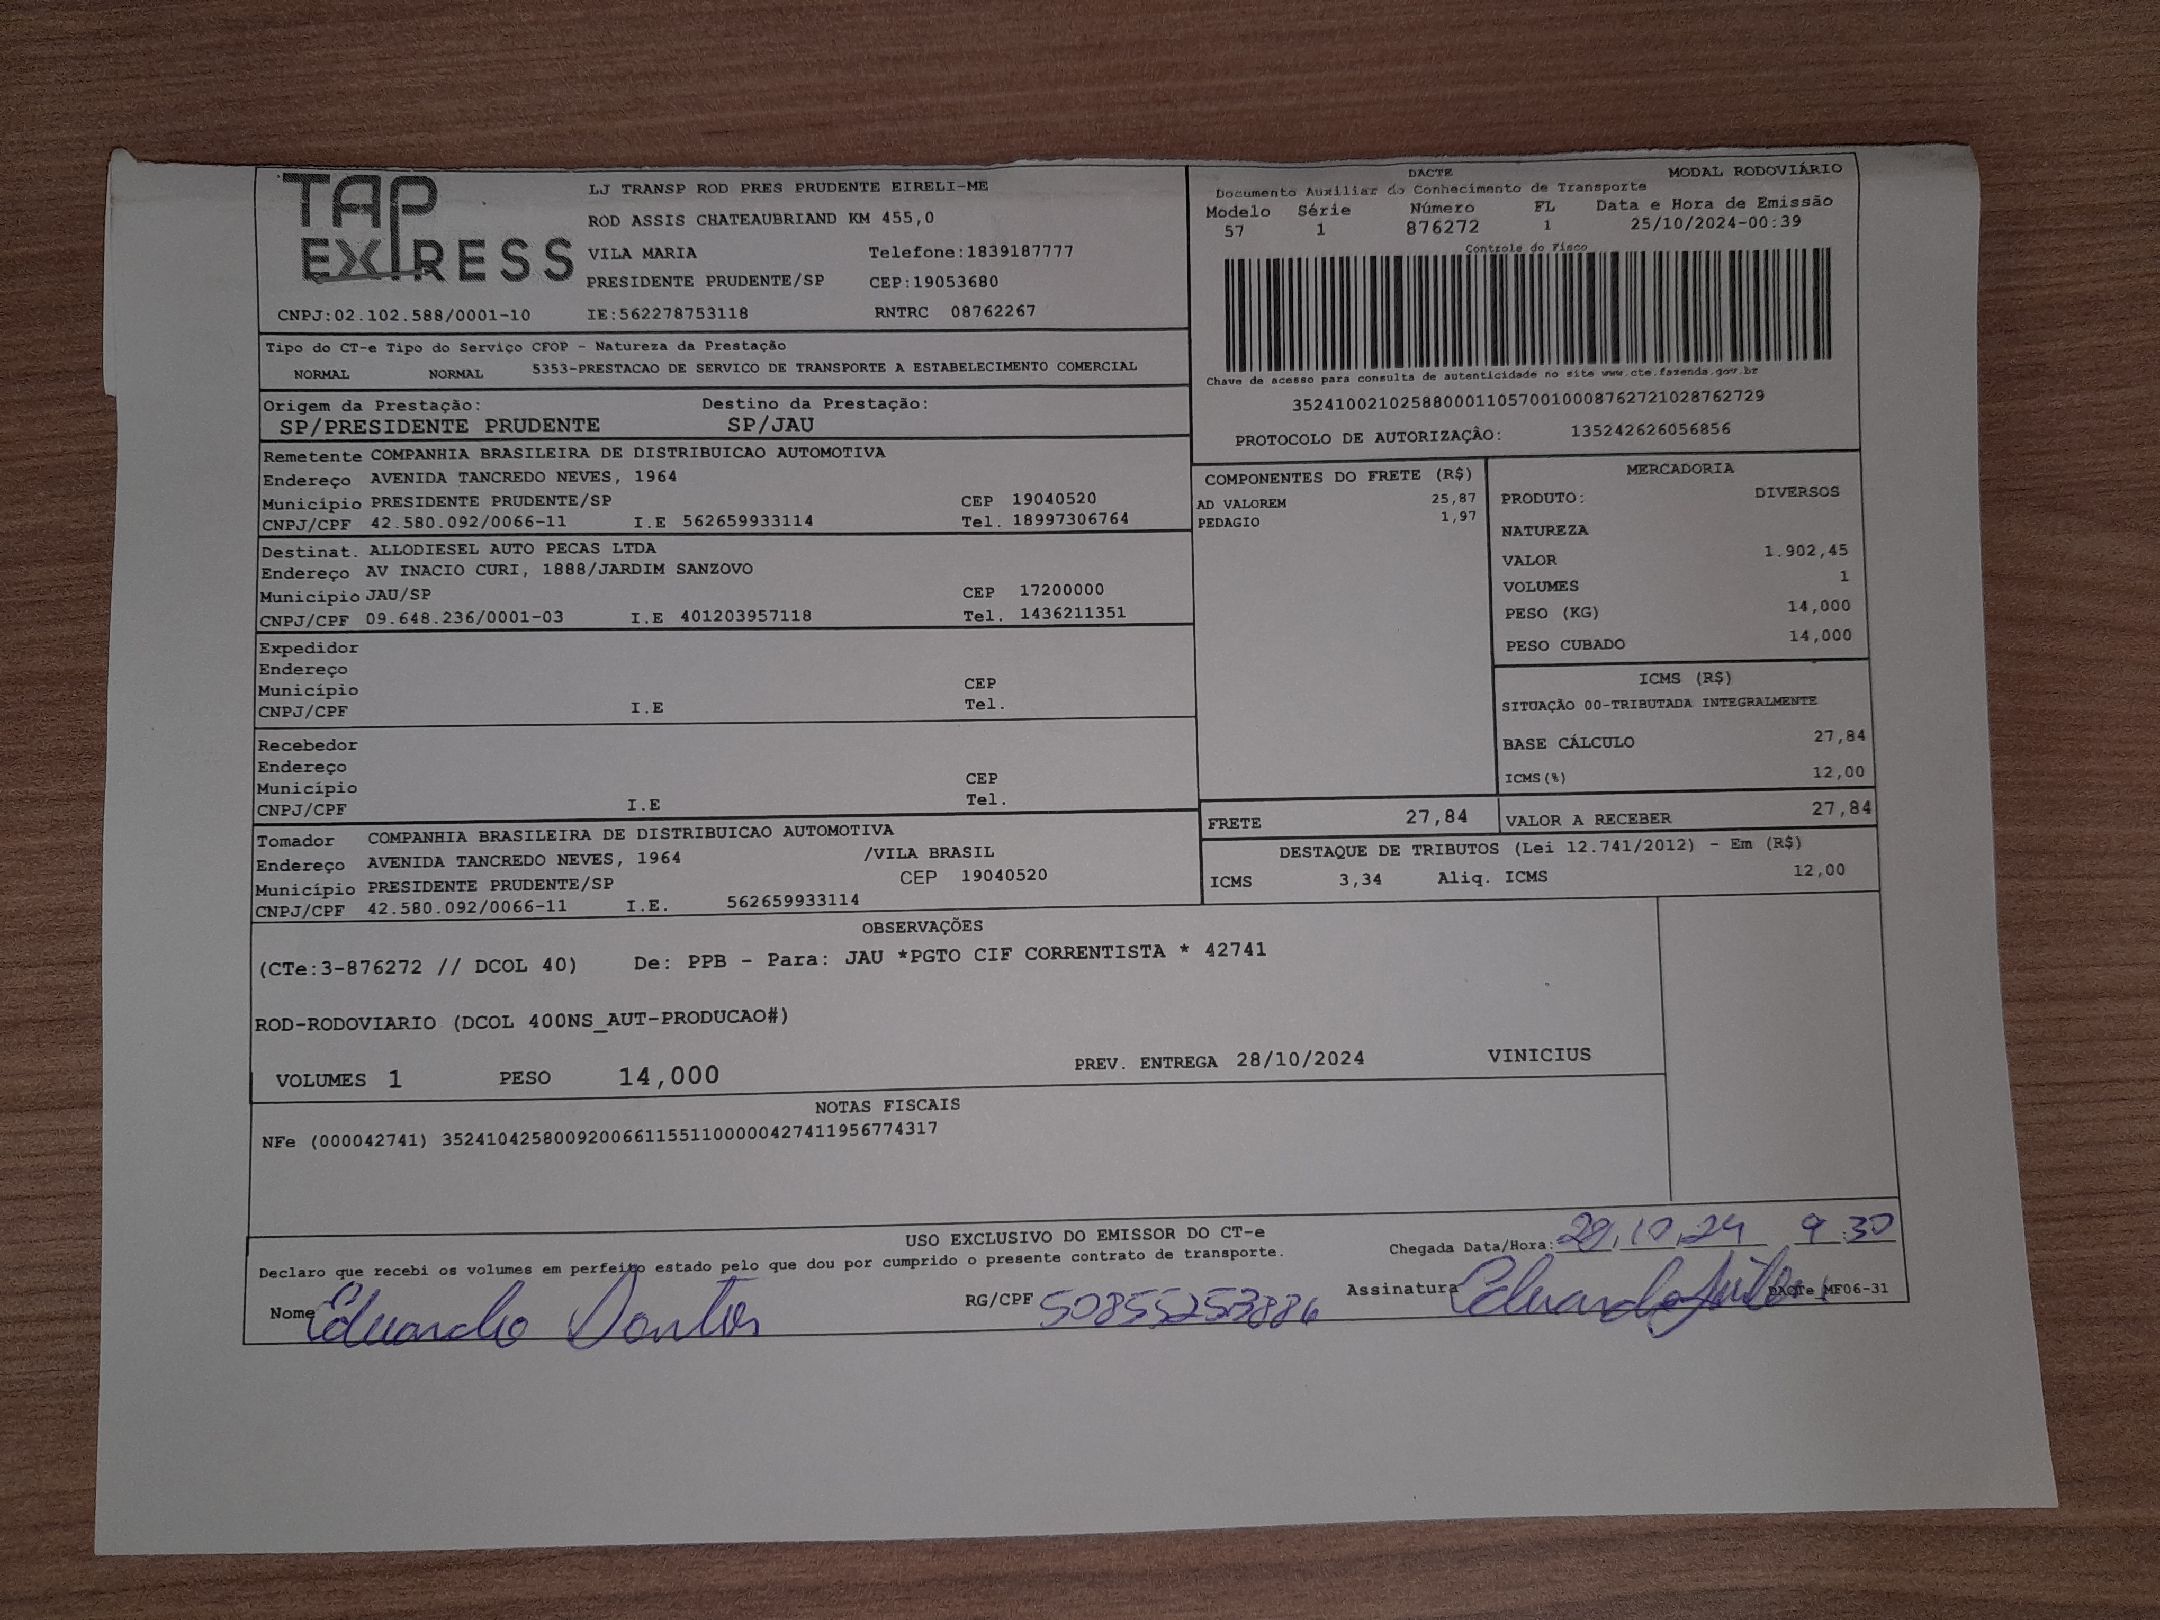 TAP EXPRESS
LJ TRANSP ROD PRES PRUDENTE EIRELI-ME
ROD ASSIS CHATEAUBRIAND KM 455,0
VILA MARIA Telefone:1839187777
PRESIDENTE PRUDENTE/SP CEP:19053680
CNPJ:02.102.588/0001-10 IE:562278753118 RNTRC 08762267
DACTE MODAL RODOVIÁRIO
Documento Auxiliar do Conhecimento de Transporte
Modelo Série Número FL Data e Hora de Emissão
57 1 876272 1 25/10/2024-00:39
Controle do Fisco
Chave de acesso para consulta de autenticidade no site www.cte.fazenda.gov.br
35241002102588000110570010008762721028762729
PROTOCOLO DE AUTORIZAÇÃO: 135242626056856
Tipo do CT-e Tipo do Serviço CFOP - Natureza da Prestação
NORMAL NORMAL 5353-PRESTACAO DE SERVICO DE TRANSPORTE A ESTABELECIMENTO COMERCIAL
Origem da Prestação: Destino da Prestação:
SP/PRESIDENTE PRUDENTE SP/JAU
Remetente COMPANHIA BRASILEIRA DE DISTRIBUICAO AUTOMOTIVA
Endereço AVENIDA TANCREDO NEVES, 1964
Município PRESIDENTE PRUDENTE/SP CEP 19040520
CNPJ/CPF 42.580.092/0066-11 I.E 562659933114 Tel. 18997306764
Destinat. ALLODIESEL AUTO PECAS LTDA
Endereço AV INACIO CURI, 1888/JARDIM SANZOVO
Município JAU/SP CEP 17200000
CNPJ/CPF 09.648.236/0001-03 I.E 401203957118 Tel. 1436211351
Expedidor
Endereço
Município CEP
CNPJ/CPF I.E Tel.
Recebedor
Endereço
Município CEP
CNPJ/CPF I.E Tel.
Tomador COMPANHIA BRASILEIRA DE DISTRIBUICAO AUTOMOTIVA
Endereço AVENIDA TANCREDO NEVES, 1964 /VILA BRASIL
Município PRESIDENTE PRUDENTE/SP CEP 19040520
CNPJ/CPF 42.580.092/0066-11 I.E. 562659933114
COMPONENTES DO FRETE (R$)
AD VALOREM 25,87
PEDAGIO 1,97
MERCADORIA
PRODUTO: DIVERSOS
NATUREZA
VALOR 1.902,45
VOLUMES 1
PESO (KG) 14,000
PESO CUBADO 14,000
ICMS (R$)
SITUAÇÃO 00-TRIBUTADA INTEGRALMENTE
BASE CÁLCULO 27,84
ICMS(%) 12,00
FRETE 27,84 VALOR A RECEBER 27,84
DESTAQUE DE TRIBUTOS (Lei 12.741/2012) - Em (R$)
ICMS 3,34 Aliq. ICMS 12,00
OBSERVAÇÕES
(CTe:3-876272 // DCOL 40) De: PPB - Para: JAU *PGTO CIF CORRENTISTA * 42741
ROD-RODOVIARIO (DCOL 400NS_AUT-PRODUCAO#)
VOLUMES 1 PESO 14,000 PREV. ENTREGA 28/10/2024 VINICIUS
NOTAS FISCAIS
NFe (000042741) 35241042580092006611551100000427411956774317
USO EXCLUSIVO DO EMISSOR DO CT-e
Declaro que recebi os volumes em perfeito estado pelo que dou por cumprido o presente contrato de transporte.
Chegada Data/Hora: 29,10,24 9:30
Nome Eduardo Santos RG/CPF 50855253886 Assinatura Eduardo DACTe MF06-31